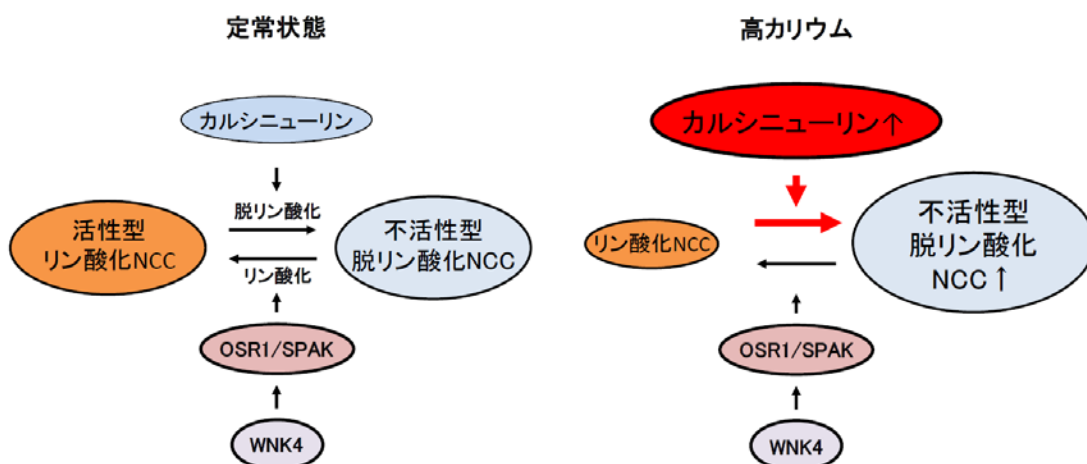 定常状態
カルシニューリン
脱リン酸化
活性型
リン酸化NCC
不活性型
脱リン酸化NCC
リン酸化
OSR1/SPAK
WNK4
高カリウム
カルシニューリン↑
リン酸化NCC
不活性型
脱リン酸化
NCC↑
OSR1/SPAK
WNK4